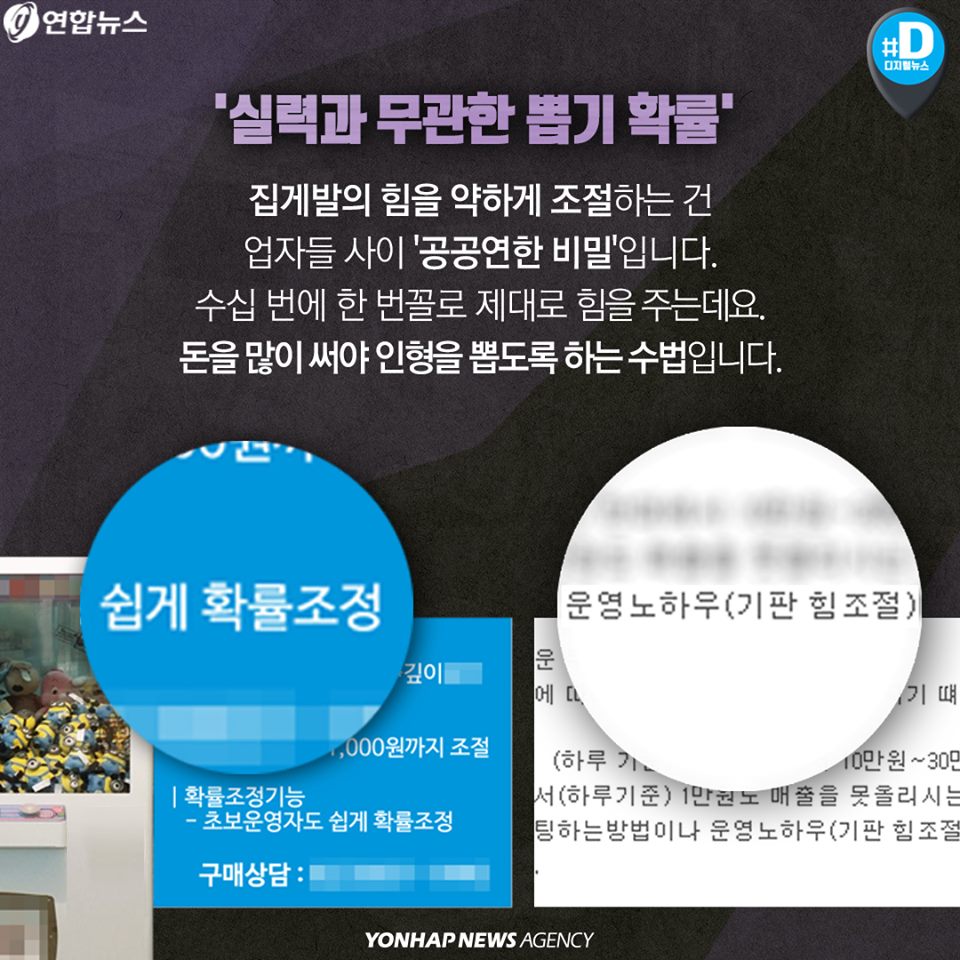 연합뉴스
#D
디지털뉴스
'실력과 무관한 뽑기 확률'
집게발의 힘을 약하게 조절하는 건
업자들 사이 '공공연한 비밀'입니다.
수십 번에 한 번꼴로 제대로 힘을 주는데요.
돈을 많이 써야 인형을 뽑도록 하는 수법입니다.
쉽게 확률조정
깊이
,000원까지 조절
| 확률조정기능
- 초보운영자도 쉽게 확률조정
구매상담 :
운영노하우(기판 힘조절)
운
에
(하루
10만원~30만
서(하루기준) 1만원도 매출을 못올리시는
팅하는방법이나 운영노하우(기판 힘조절
YONHAP NEWS AGENCY